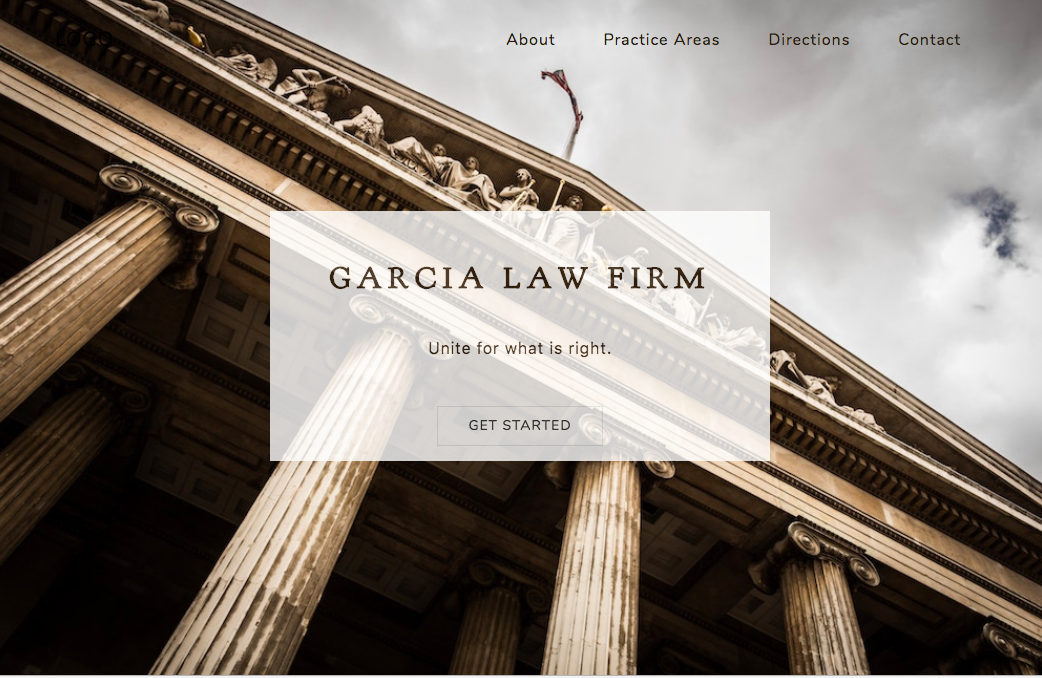 About Practice Areas Directions Contact
GARCIA LAW FIRM
Unite for what is right.
GET STARTED